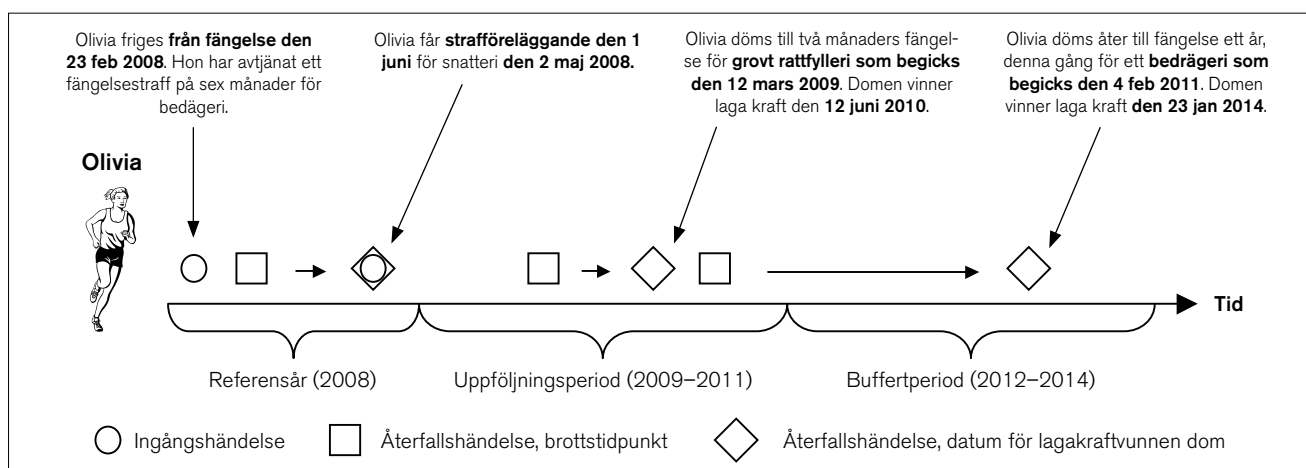 Olivia friges från fängelse den
23 feb 2008. Hon har avtjänat ett
fängelsestraff på sex månader för
bedägeri.
Olivia får strafföreläggande den 1
juni för snatteri den 2 maj 2008.
Olivia döms till två månaders fängel-
se för grovt rattfylleri som begicks
den 12 mars 2009. Domen vinner
laga kraft den 12 juni 2010.
Olivia döms åter till fängelse ett år,
denna gång för ett bedrägeri som
begicks den 4 feb 2011. Domen
vinner laga kraft den 23 jan 2014.
Olivia
Tid
Referensår (2008)
Uppföljningsperiod (2009–2011)
Buffertperiod (2012–2014)
Ingångshändelse
Återfallshändelse, brottstidpunkt
Återfallshändelse, datum för lagakraftvunnen dom